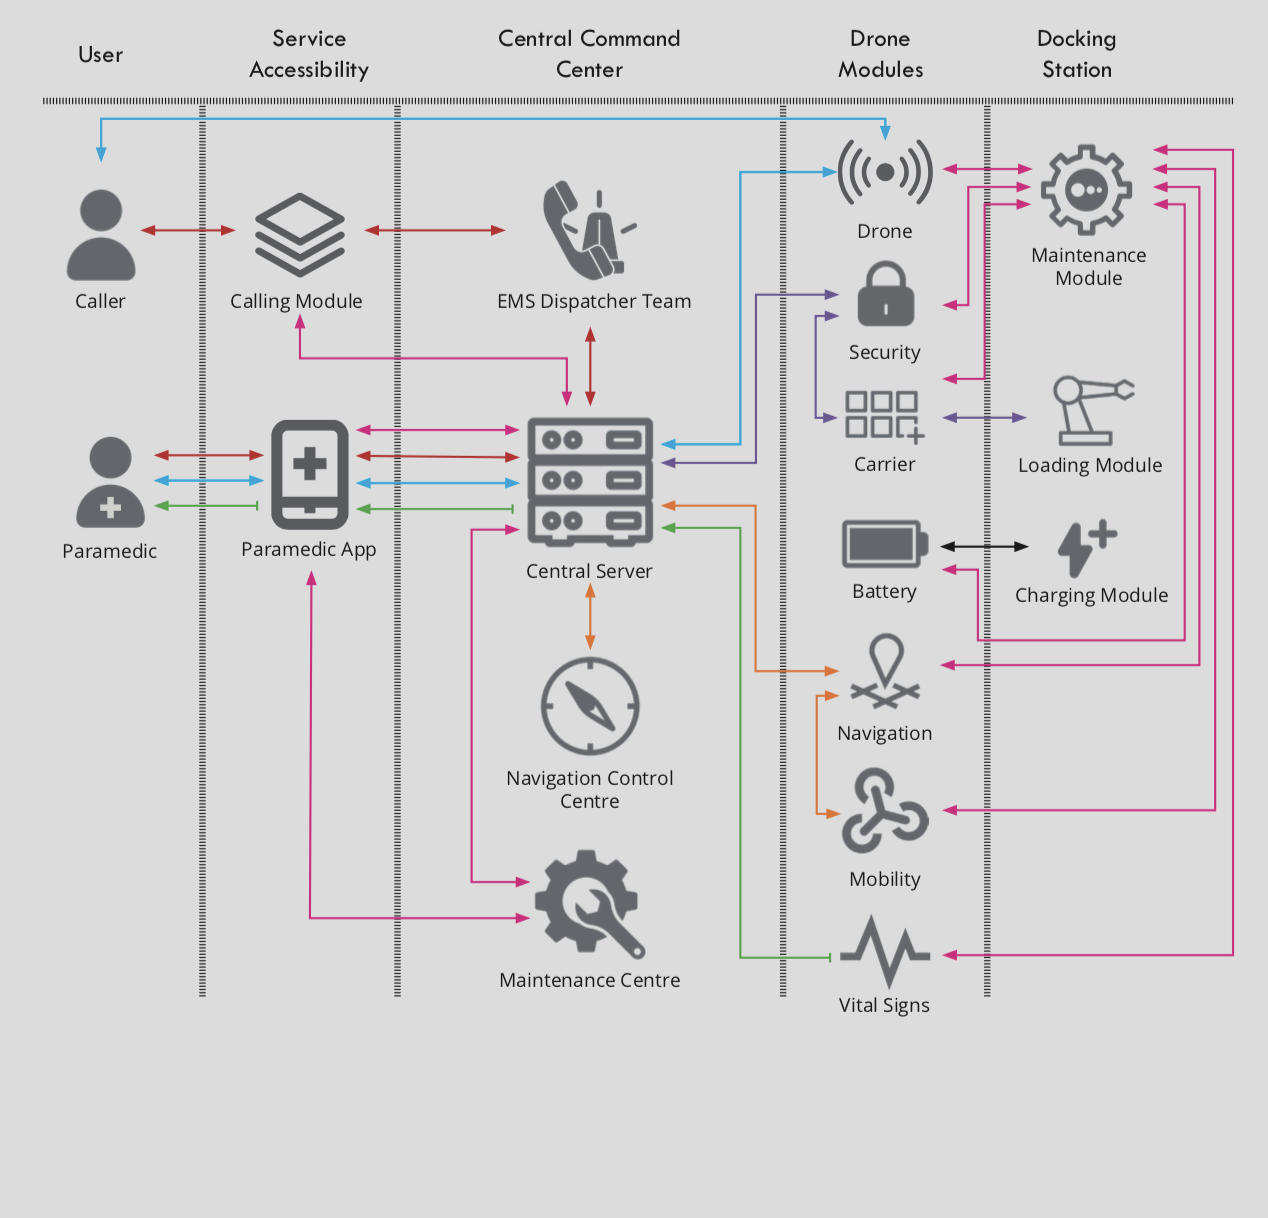 User
Service
Accessibility
Central Command
Center
Drone
Modules
Docking
Station
Caller
Calling Module
EMS Dispatcher Team
Drone
Maintenance
Module
Security
Paramedic
Paramedic App
Central Server
Carrier
Loading Module
Battery
Charging Module
Navigation Control
Centre
Navigation
Mobility
Maintenance Centre
Vital Signs